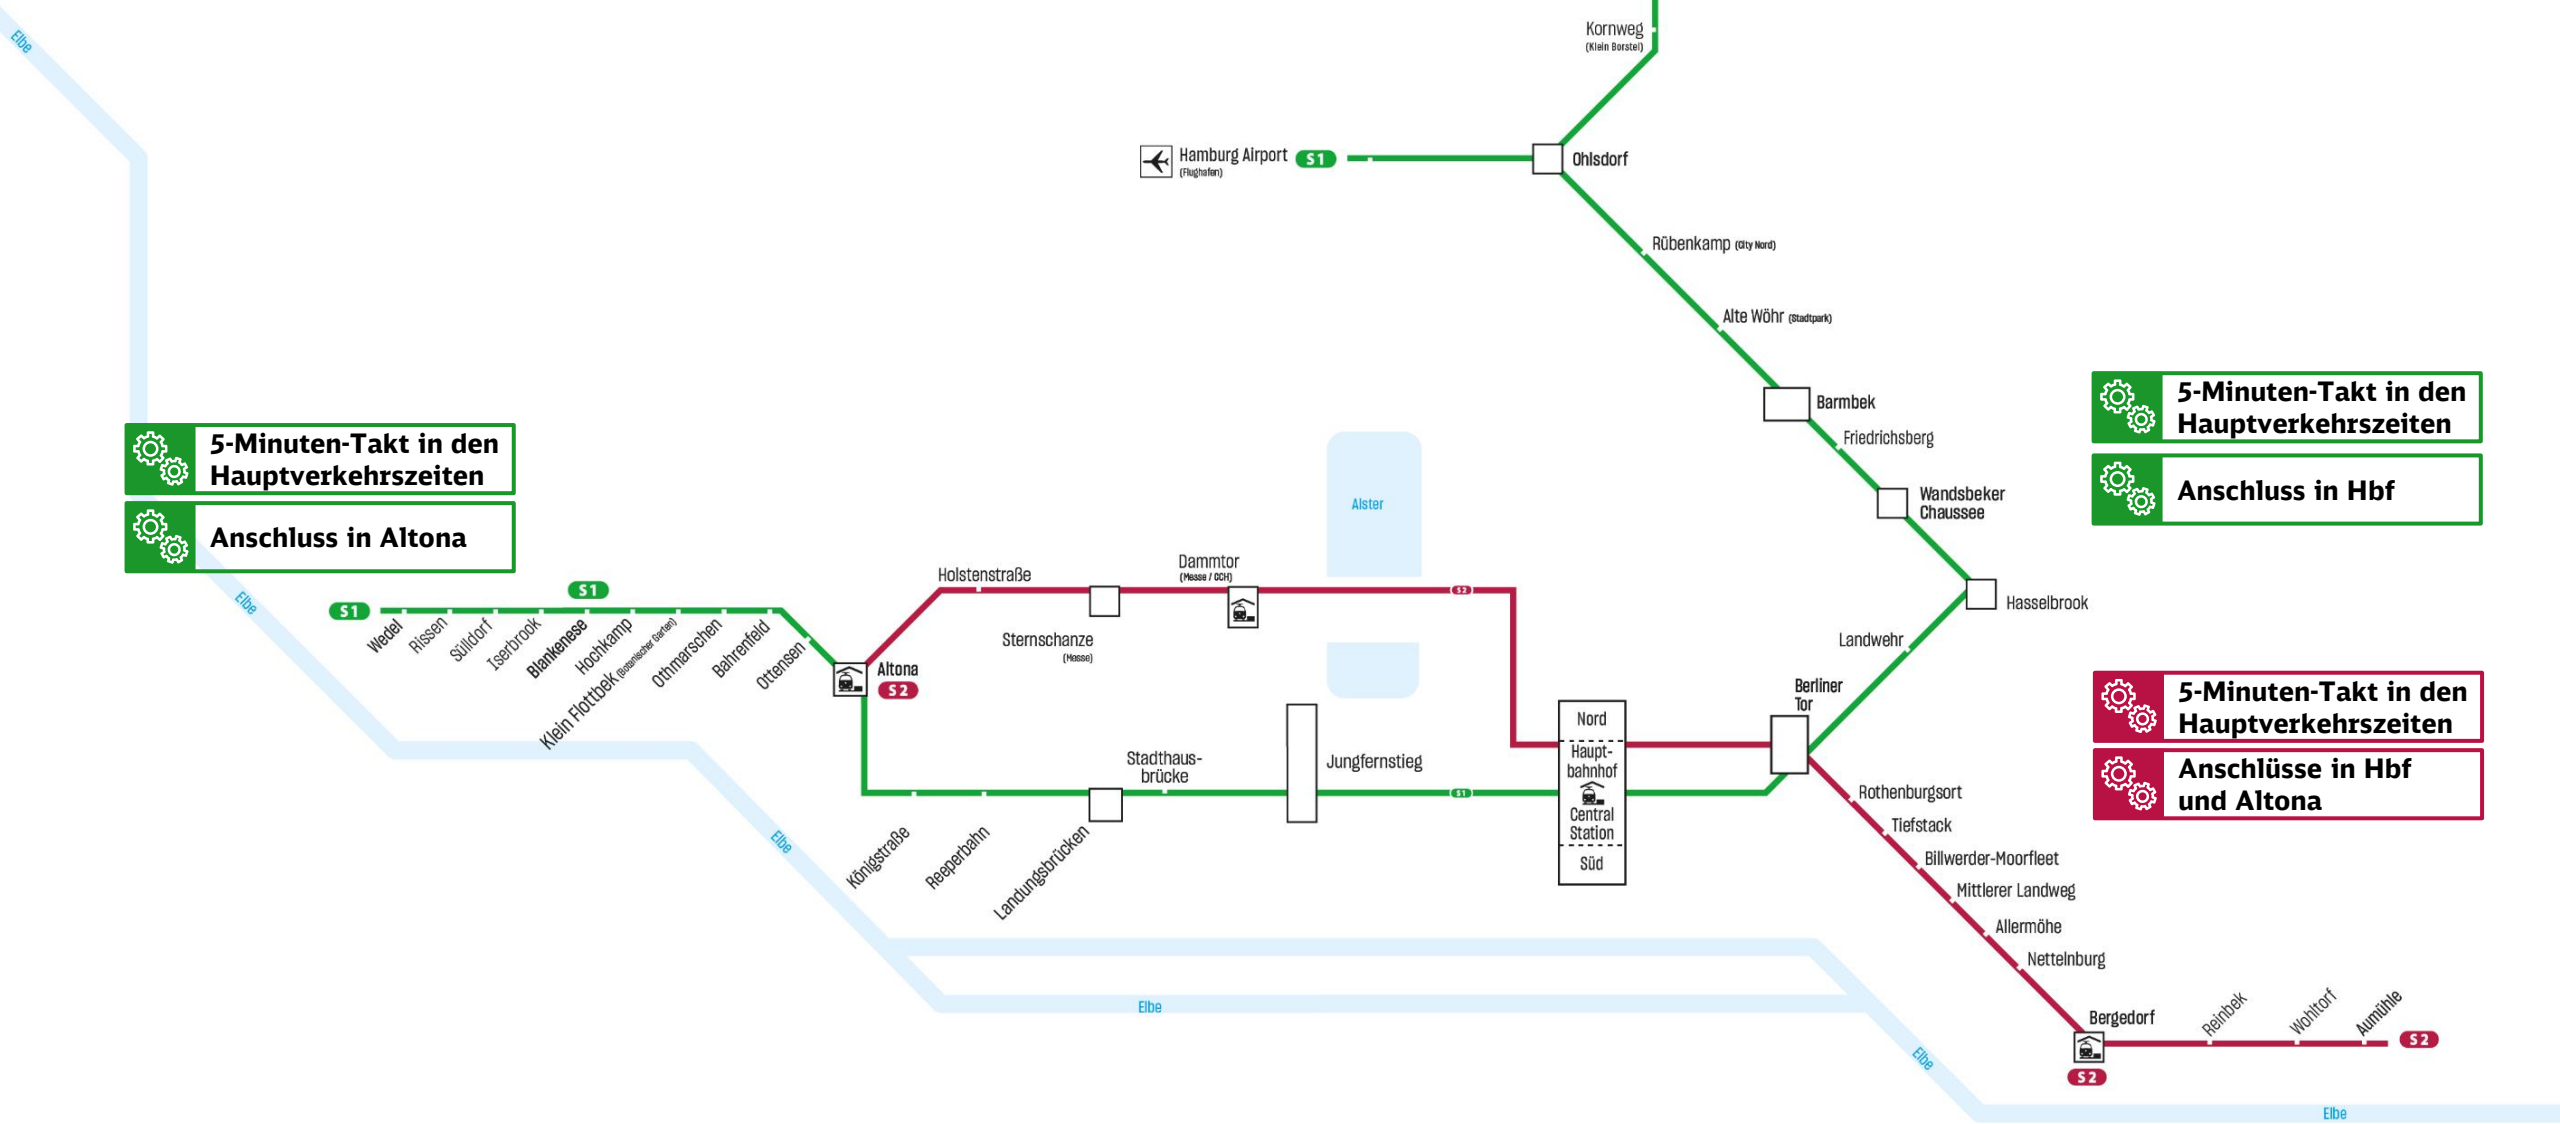 Elbe
Kornweg
(Klein Borstel)
Hamburg Airport S1
(Flughafen)
Ohlsdorf
Rübenkamp (City Nord)
Alte Wöhr (Stadtpark)
Barmbek
Friedrichsberg
Wandsbeker
Chaussee
Hasselbrook
Landwehr
Berliner
Tor
5-Minuten-Takt in den
Hauptverkehrszeiten
Anschluss in Hbf
5-Minuten-Takt in den
Hauptverkehrszeiten
Anschluss in Altona
Elbe
S1
S1
Wedel
Rissen
Sülldorf
Iserbrook
Blankenese
Hochkamp
Klein Flottbek (Botanischer Garten)
Othmarschen
Bahrenfeld
Ottensen
Altona
S2
Holstenstraße
Sternschanze
(Messe)
Dammtor
(Messe / CCH)
Alster
S2
Königstraße
Reeperbahn
Landungsbrücken
Stadthaus-
brücke
Jungfernstieg
S1
Nord
Haupt-
bahnhof
Central
Station
Süd
5-Minuten-Takt in den
Hauptverkehrszeiten
Anschlüsse in Hbf
und Altona
Rothenburgsort
Tiefstack
Billwerder-Moorfleet
Mittlerer Landweg
Allermöhe
Nettelnburg
Bergedorf
S2
Reinbek
Wohltorf
Aumühle
S2
Elbe
Elbe
Elbe
Elbe